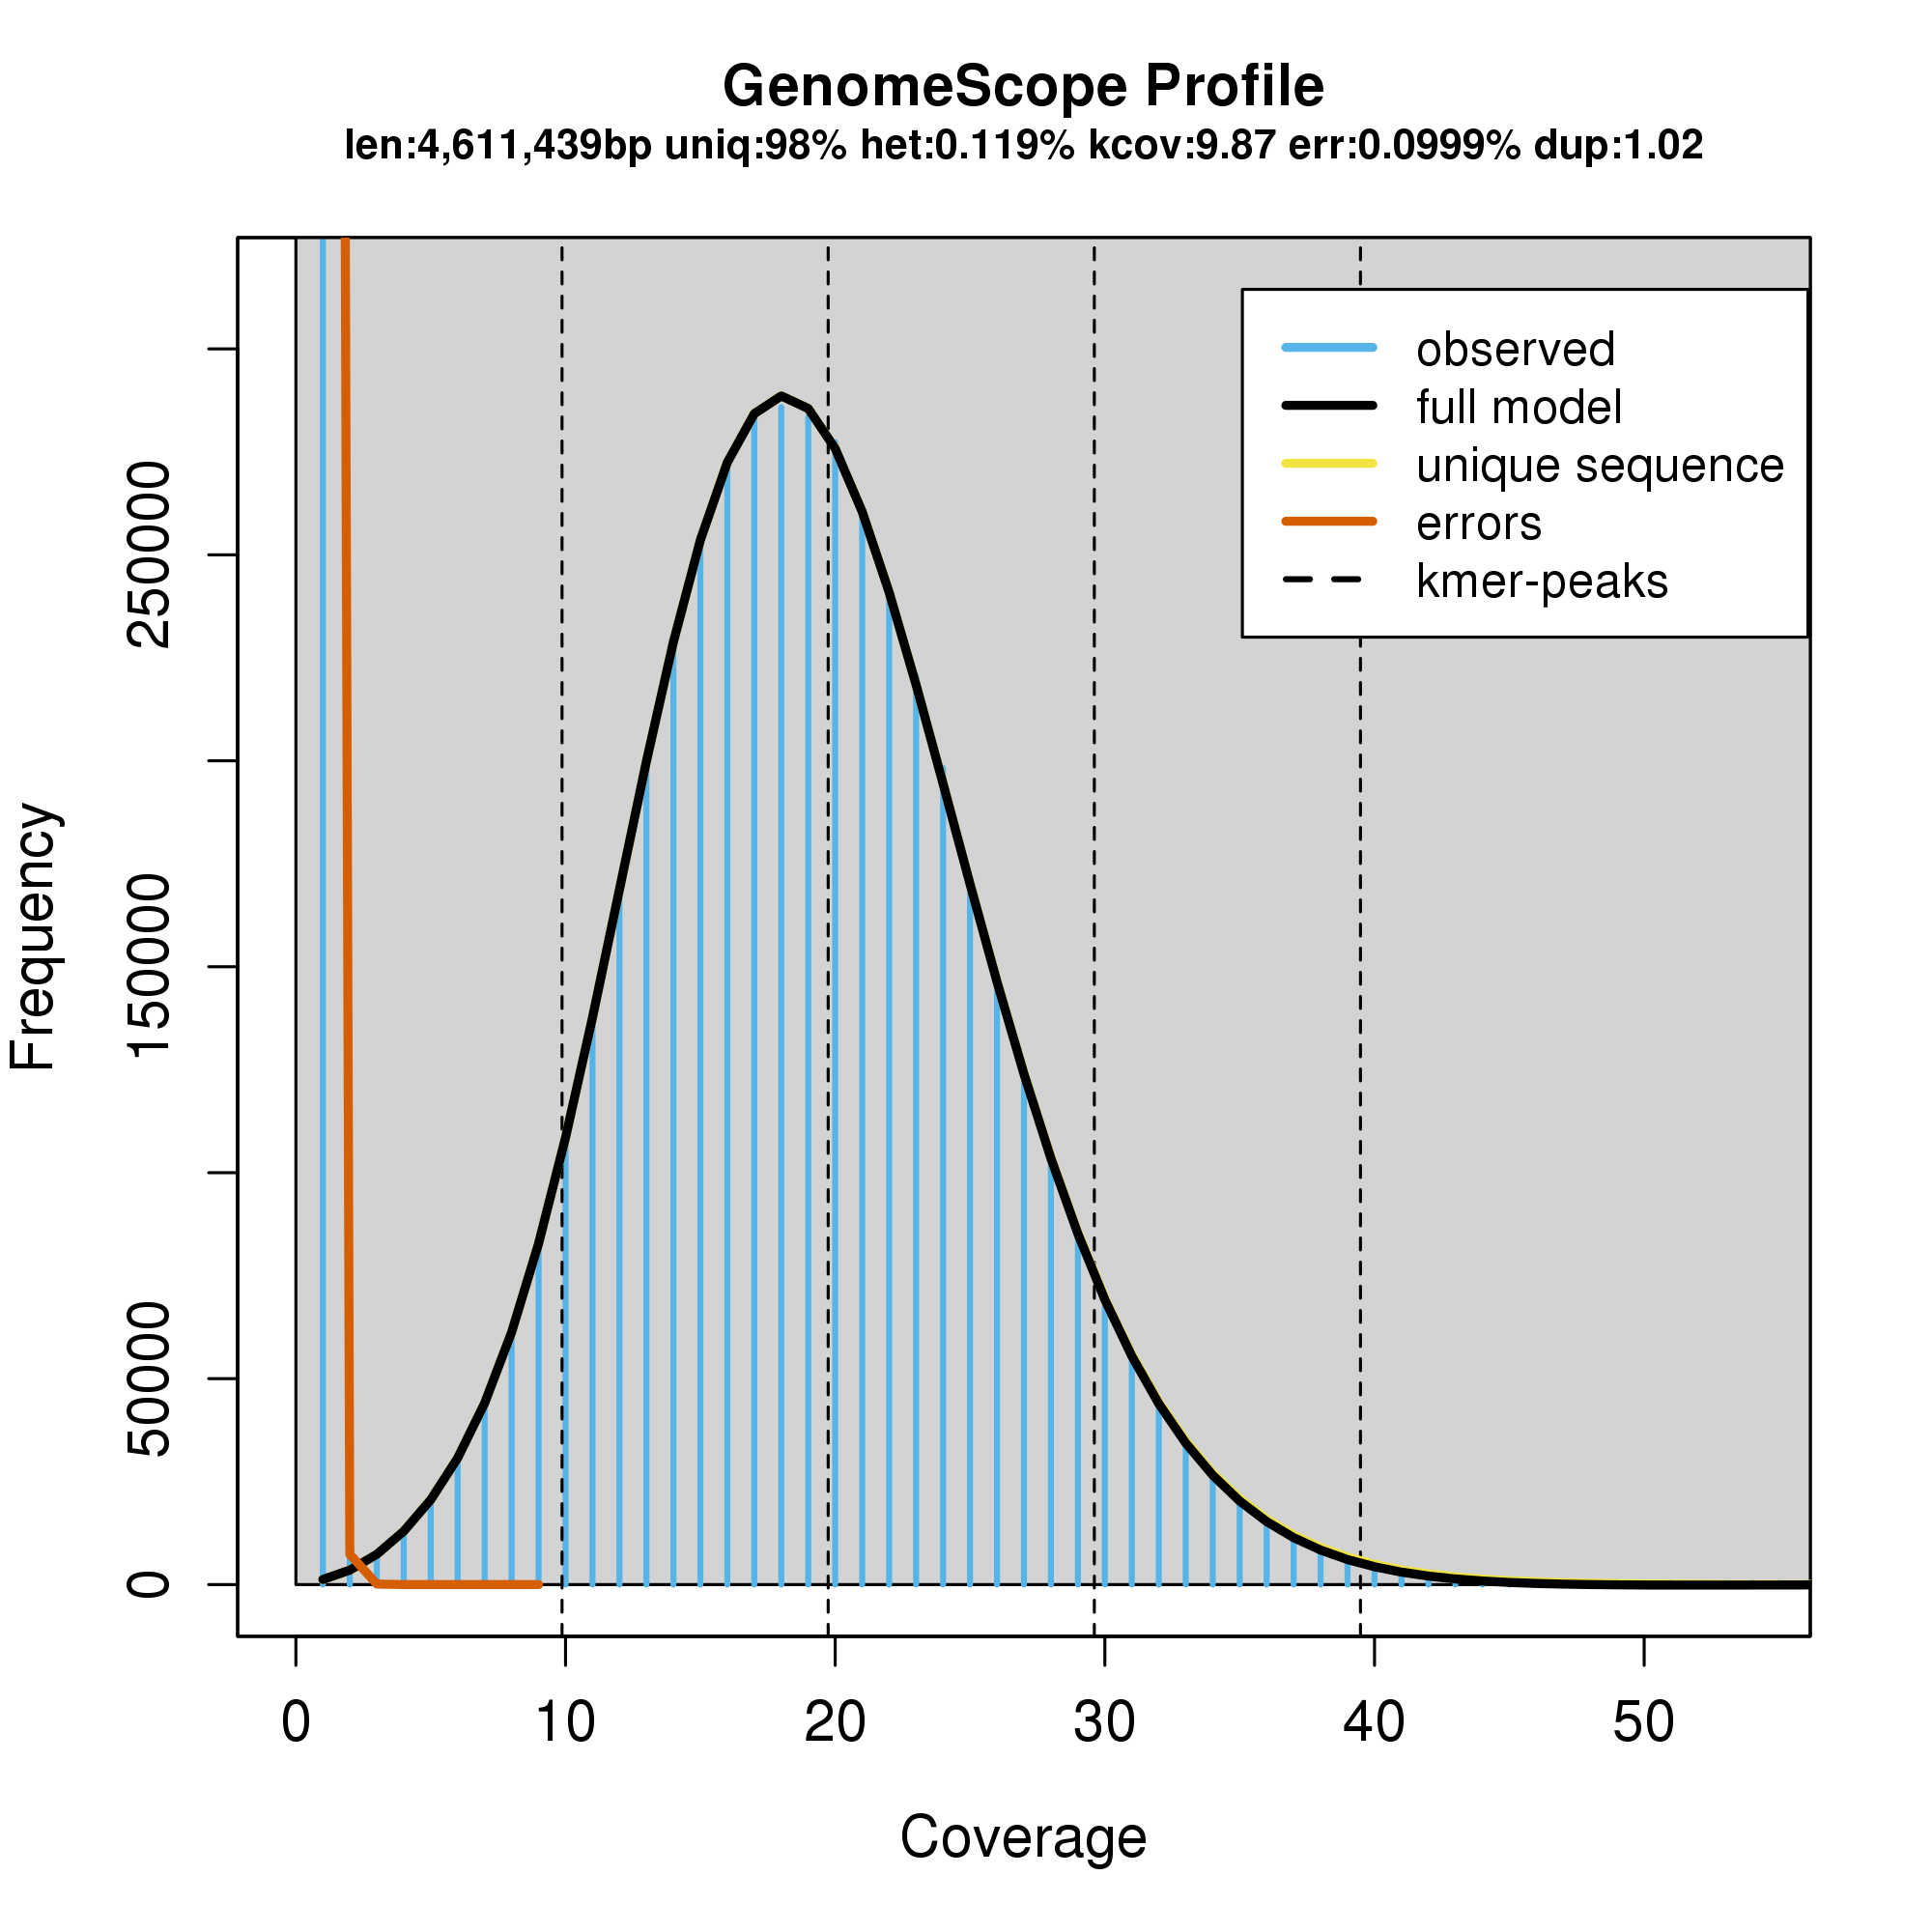 GenomeScope Profile
len:4,611,439bp uniq:98% het:0.119% kcov:9.87 err:0.0999% dup:1.02
observed
full model
unique sequence
errors
kmer-peaks
Frequency
250000
150000
50000
0
0 10 20 30 40 50
Coverage